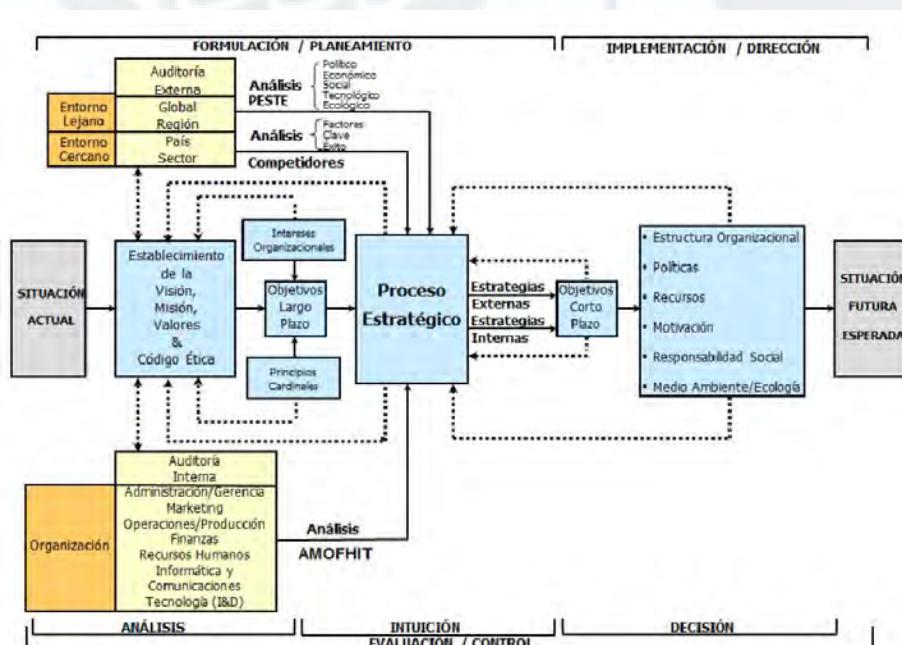 FORMULACIÓN / PLANEAMIENTO
IMPLEMENTACIÓN / DIRECCIÓN
Auditoría
Externa
Entorno
Lejano
Global
Región
Entorno
Cercano
País
Sector
Análisis
PESTE
Político
Económico
Social
Tecnológico
Ecológico
Análisis
Competidores
Factores
Clave
Éxito
SITUACIÓN
ACTUAL
Establecimiento
de la
Visión,
Misión,
Valores
&
Código Ética
Intereses
Organizacionales
Objetivos
Largo
Plazo
Principios
Cardinales
Proceso
Estratégico
Estrategias
Externas
Estrategias
Internas
Objetivos
Corto
Plazo
• Estructura Organizacional
• Políticas
• Recursos
• Motivación
• Responsabilidad Social
• Medio Ambiente/Ecología
SITUACIÓN
FUTURA
ESPERADA
Auditoría
Interna
Organización
Administración/Gerencia
Marketing
Operaciones/Producción
Finanzas
Recursos Humanos
Informática y
Comunicaciones
Tecnología (I&D)
Análisis
AMOFHIT
ANÁLISIS
INTUICIÓN
DECISIÓN
EVALUACIÓN / CONTROL